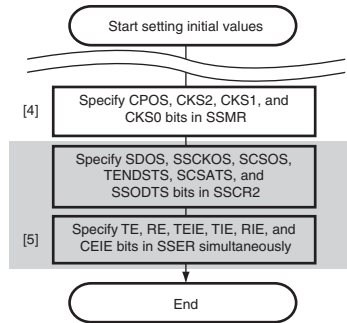 Start setting initial values
[4]
Specify CPOS, CKS2, CKS1, and
CKS0 bits in SSMR
Specify SDOS, SSCKOS, SCSOS,
TENDSTS, SCSATS, and
SSODTS bits in SSCR2
[5]
Specify TE, RE, TEIE, TIE, RIE, and
CEIE bits in SSER simultaneously
End